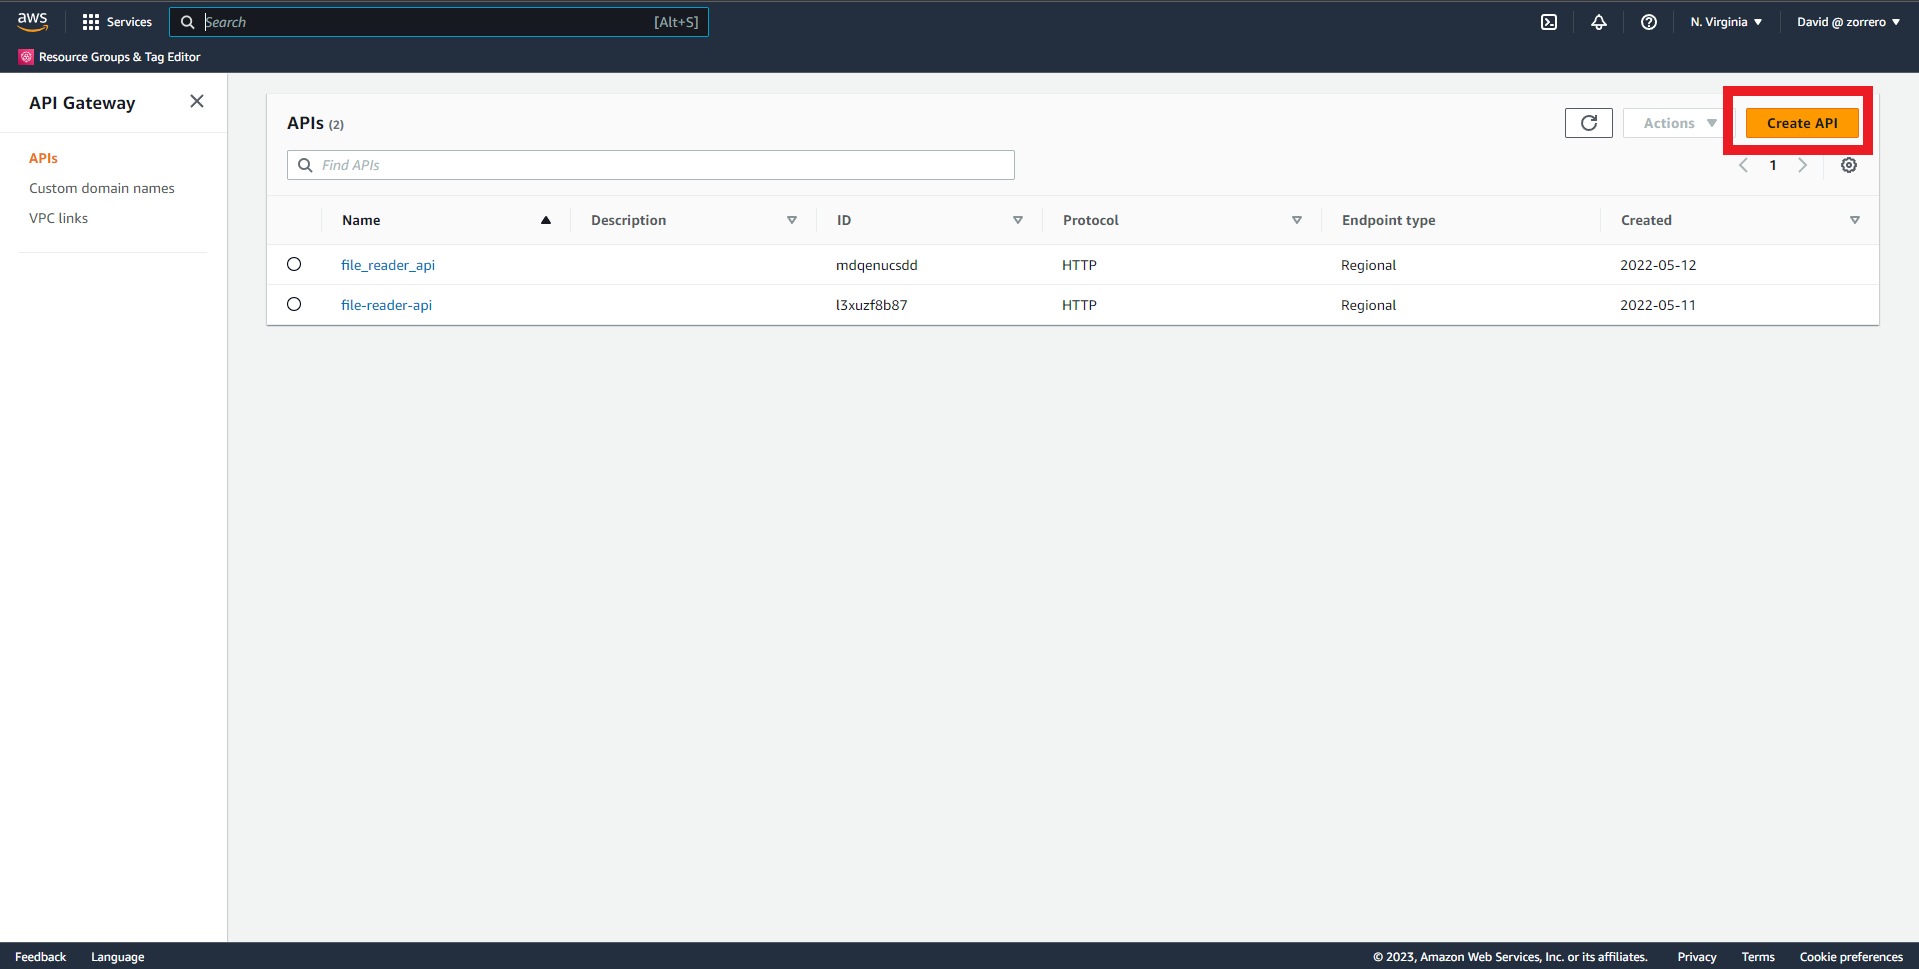 aws Services Search [Alt+S] N. Virginia David @ zorrero
Resource Groups & Tag Editor
API Gateway
APIs
Custom domain names
VPC links
APIs (2) Actions Create API
Find APIs 1
Name Description ID Protocol Endpoint type Created
file_reader_api mdqenucsdd HTTP Regional 2022-05-12
file-reader-api l3xuzf8b87 HTTP Regional 2022-05-11
Feedback Language © 2023, Amazon Web Services, Inc. or its affiliates. Privacy Terms Cookie preferences